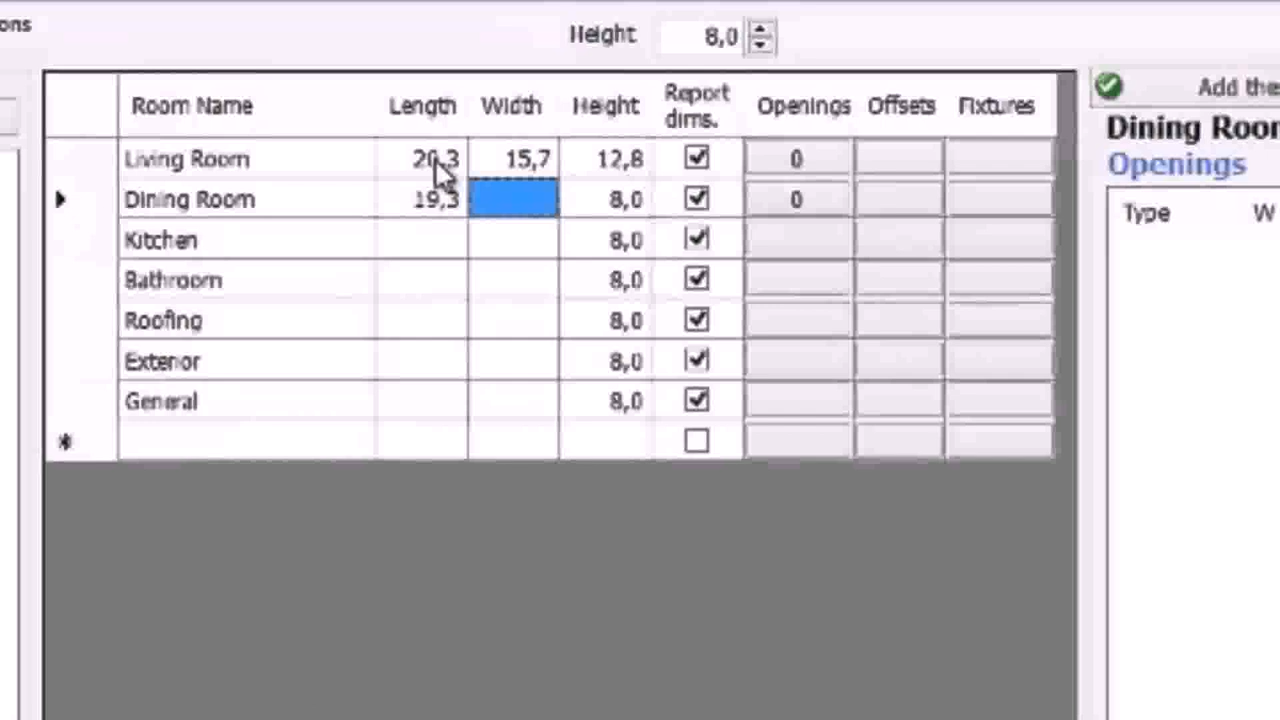 ons
Height 8,0
Room Name Length Width Height Report dims. Openings Offsets Fixtures
Living Room 20,3 15,7 12,8 0
Dining Room 19,3 8,0 0
Kitchen 8,0
Bathroom 8,0
Roofing 8,0
Exterior 8,0
General 8,0
*
Add the
Dining Roor
Openings
Type W